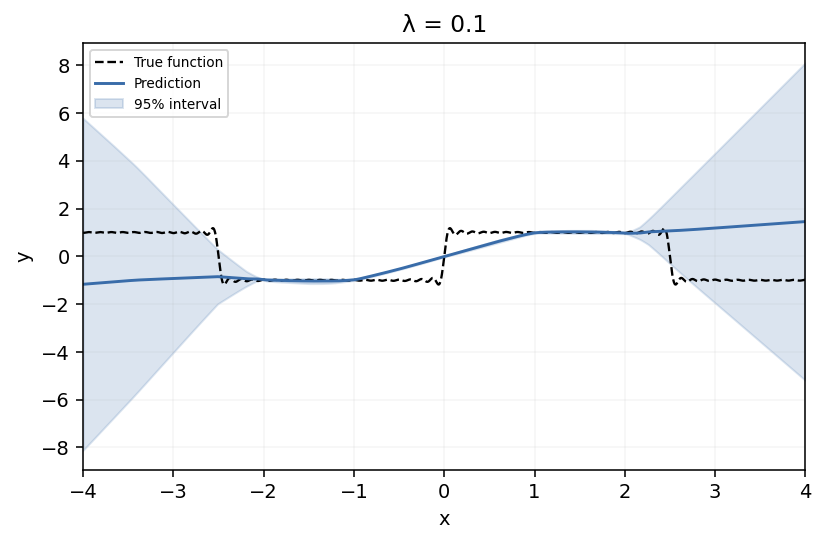 λ = 0.1
True function
Prediction
95% interval
8
6
4
2
0
−2
−4
−6
−8
y
−4 −3 −2 −1 0 1 2 3 4
x